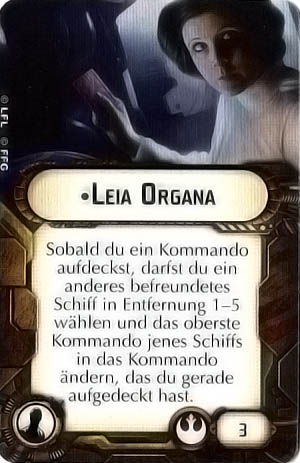 © LFL © FFG
•Leia Organa
Sobald du ein Kommando
aufdeckst, darfst du ein
anderes befreundetes
Schiff in Entfernung 1–5
wählen und das oberste
Kommando jenes Schiffs
in das Kommando
ändern, das du gerade
aufgedeckt hast.
3